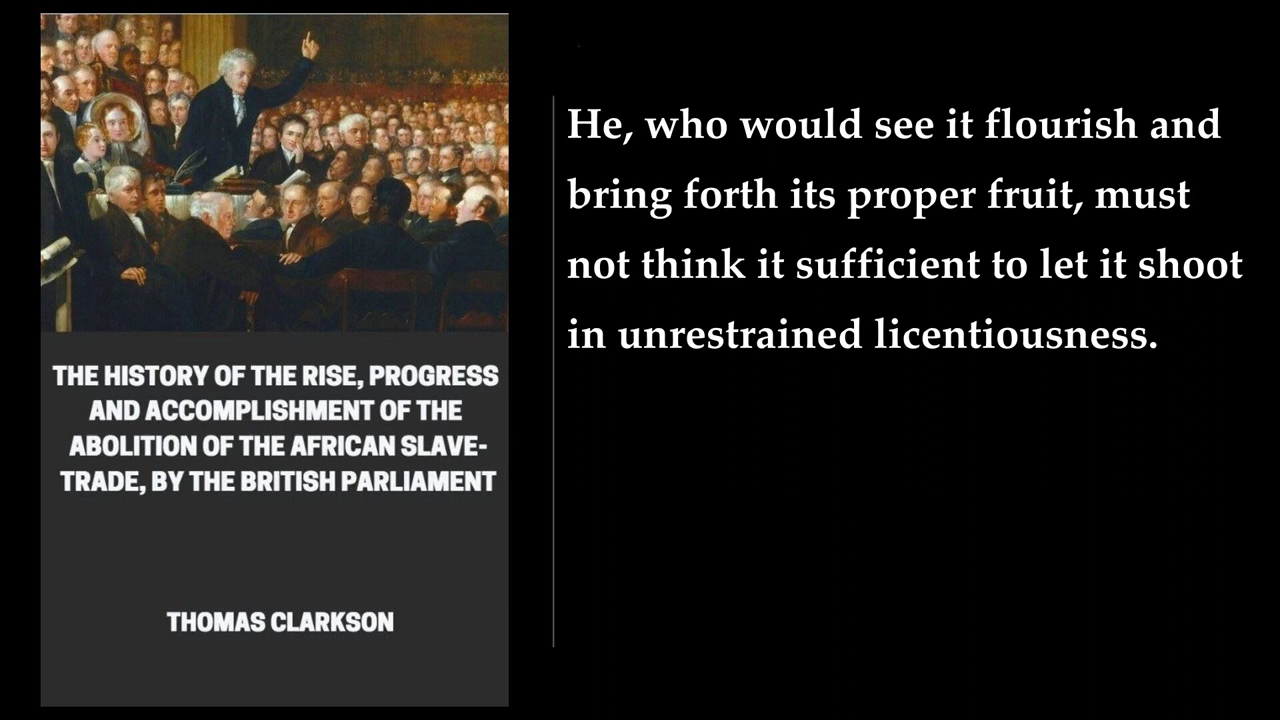 THE HISTORY OF THE RISE, PROGRESS
AND ACCOMPLISHMENT OF THE
ABOLITION OF THE AFRICAN SLAVE-
TRADE, BY THE BRITISH PARLIAMENT
THOMAS CLARKSON
He, who would see it flourish and
bring forth its proper fruit, must
not think it sufficient to let it shoot
in unrestrained licentiousness.